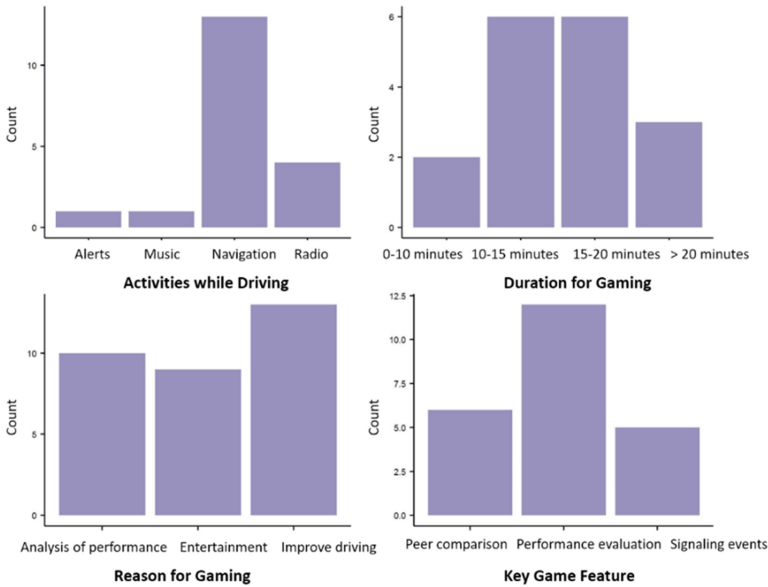 Count
10
5
0
Alerts Music Navigation Radio
Activities while Driving
Count
6
4
2
0
0-10 minutes 10-15 minutes 15-20 minutes > 20 minutes
Duration for Gaming
Count
10
5
0
Analysis of performance Entertainment Improve driving
Reason for Gaming
Count
12.5
10.0
7.5
5.0
2.5
0.0
Peer comparison Performance evaluation Signaling events
Key Game Feature